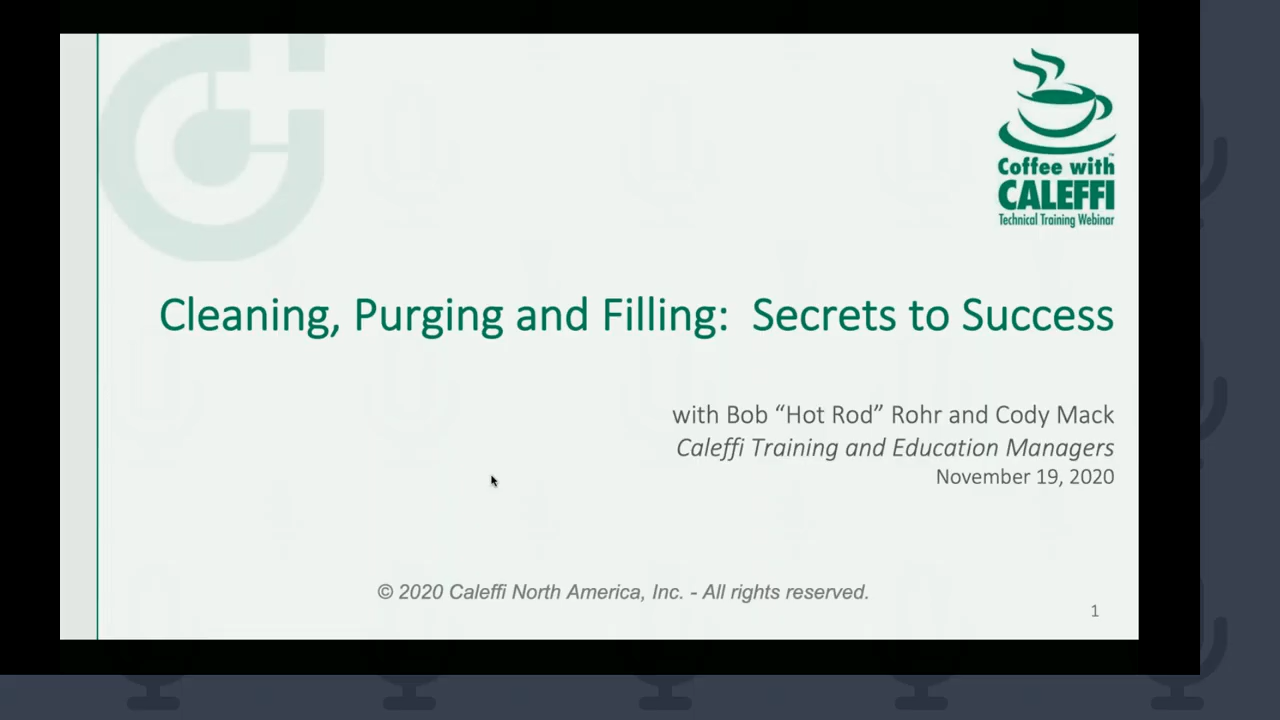 Coffee with
CALEFFI™
Technical Training Webinar
Cleaning, Purging and Filling:  Secrets to Success
with Bob “Hot Rod” Rohr and Cody Mack
Caleffi Training and Education Managers
November 19, 2020
© 2020 Caleffi North America, Inc. - All rights reserved.
1